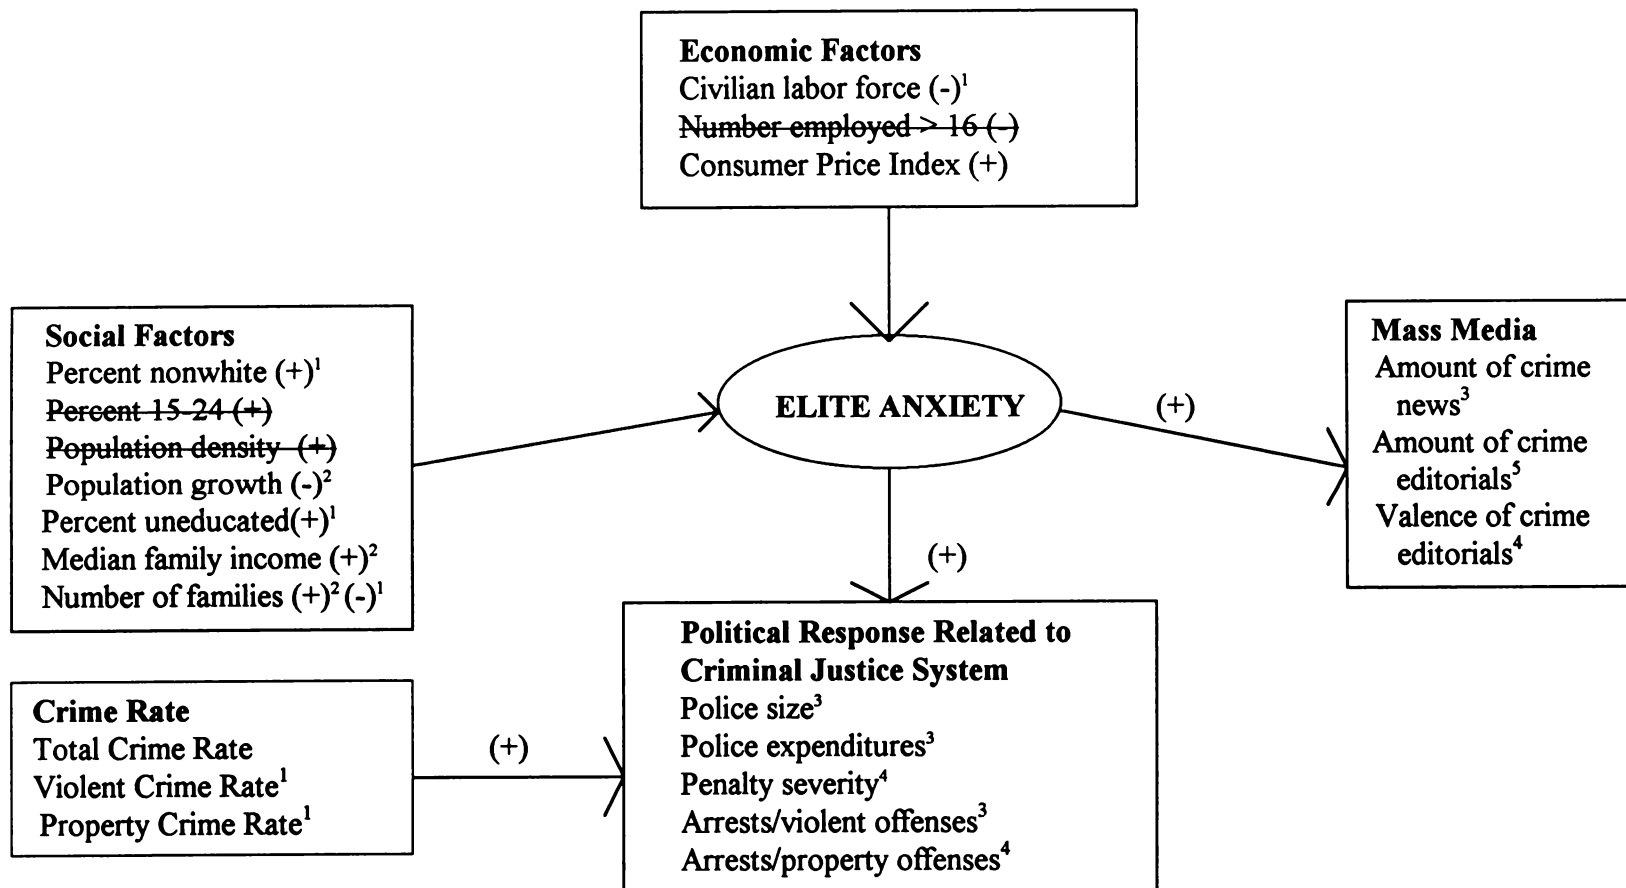 Economic Factors
Civilian labor force (-)¹
Number employed > 16 (-)
Consumer Price Index (+)
Social Factors
Percent nonwhite (+)¹
Percent 15-24 (+)
Population density (+)
Population growth (-)²
Percent uneducated(+)¹
Median family income (+)²
Number of families (+)² (-)¹
ELITE ANXIETY
(+)
Mass Media
Amount of crime
news³
Amount of crime
editorials⁵
Valence of crime
editorials⁴
(+)
Crime Rate
Total Crime Rate
Violent Crime Rate¹
Property Crime Rate¹
(+)
Political Response Related to
Criminal Justice System
Police size³
Police expenditures³
Penalty severity⁴
Arrests/violent offenses³
Arrests/property offenses⁴